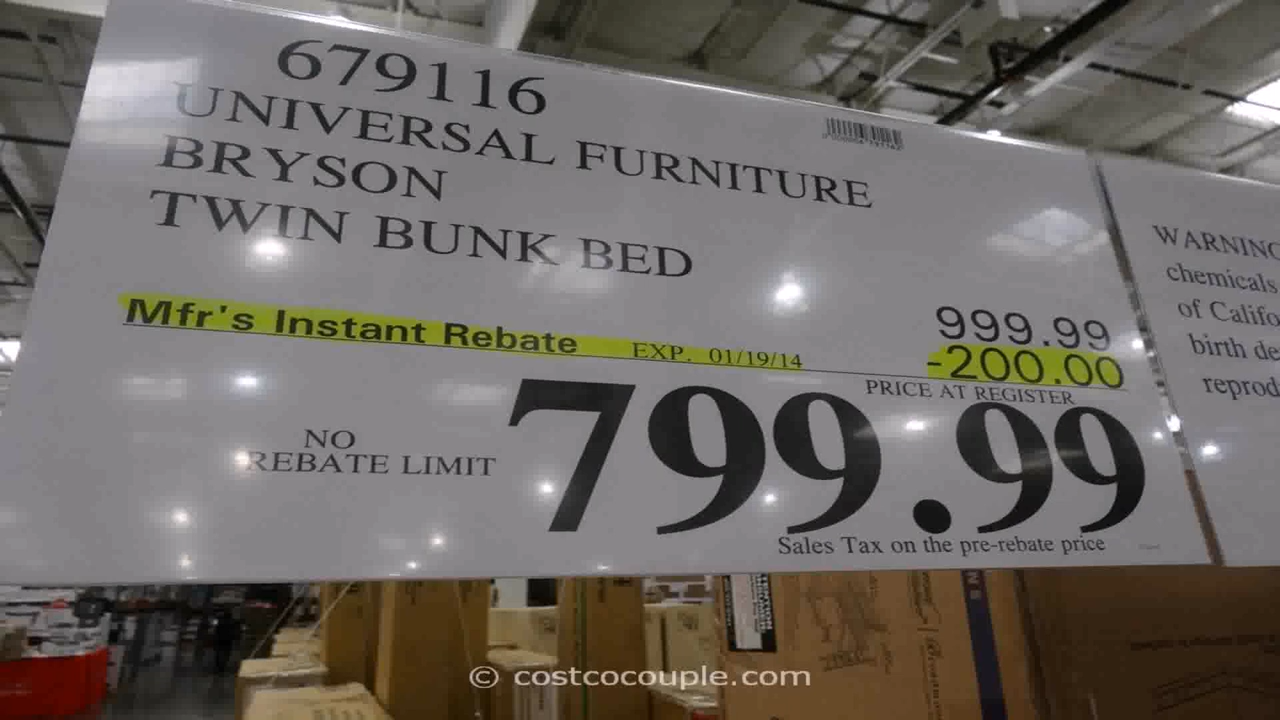 679116
UNIVERSAL FURNITURE
BRYSON
TWIN BUNK BED
999.99
Mfr's Instant Rebate EXP. 01/19/14 -200.00
PRICE AT REGISTER
NO
REBATE LIMIT
799.99
Sales Tax on the pre-rebate price
WARNING
chemicals
of Califo
birth de
reprod
© costcocouple.com